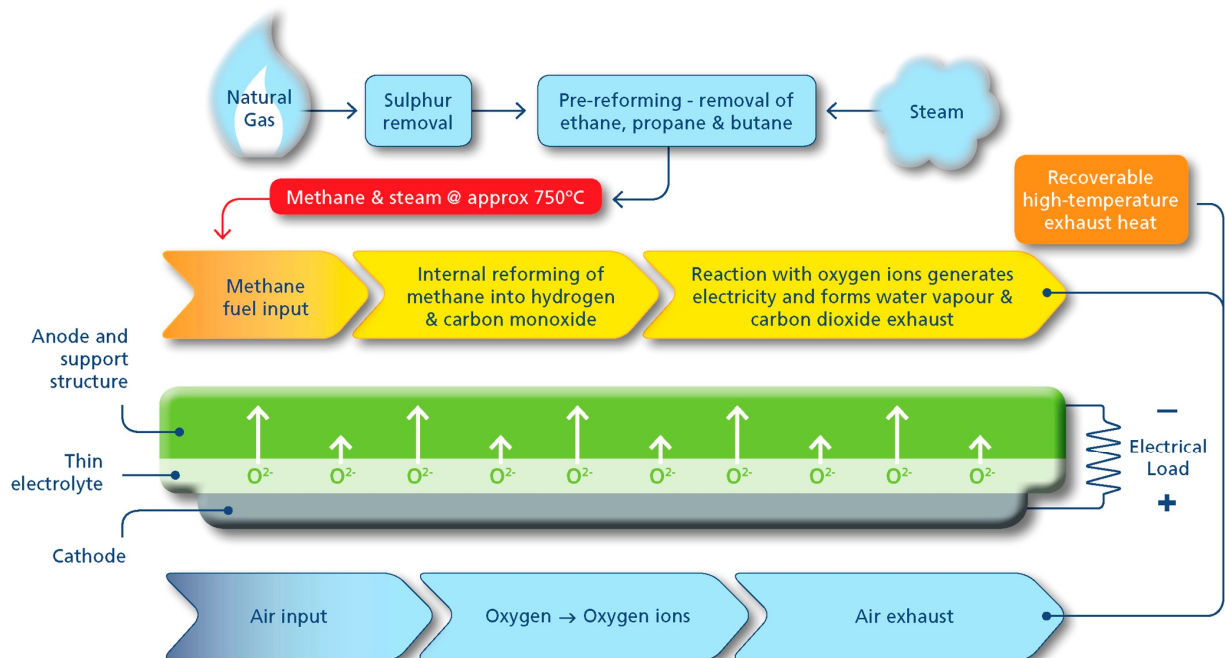 Natural
Gas
Sulphur
removal
Pre-reforming - removal of
ethane, propane & butane
Steam
Methane & steam @ approx 750ºC
Recoverable
high-temperature
exhaust heat
Methane
fuel input
Internal reforming of
methane into hydrogen
& carbon monoxide
Reaction with oxygen ions generates
electricity and forms water vapour &
carbon dioxide exhaust
Anode and
support
structure
Thin
electrolyte
Cathode
O²⁻ O²⁻ O²⁻ O²⁻ O²⁻ O²⁻ O²⁻ O²⁻ O²⁻ O²⁻
−
Electrical
Load
+
Air input
Oxygen → Oxygen ions
Air exhaust